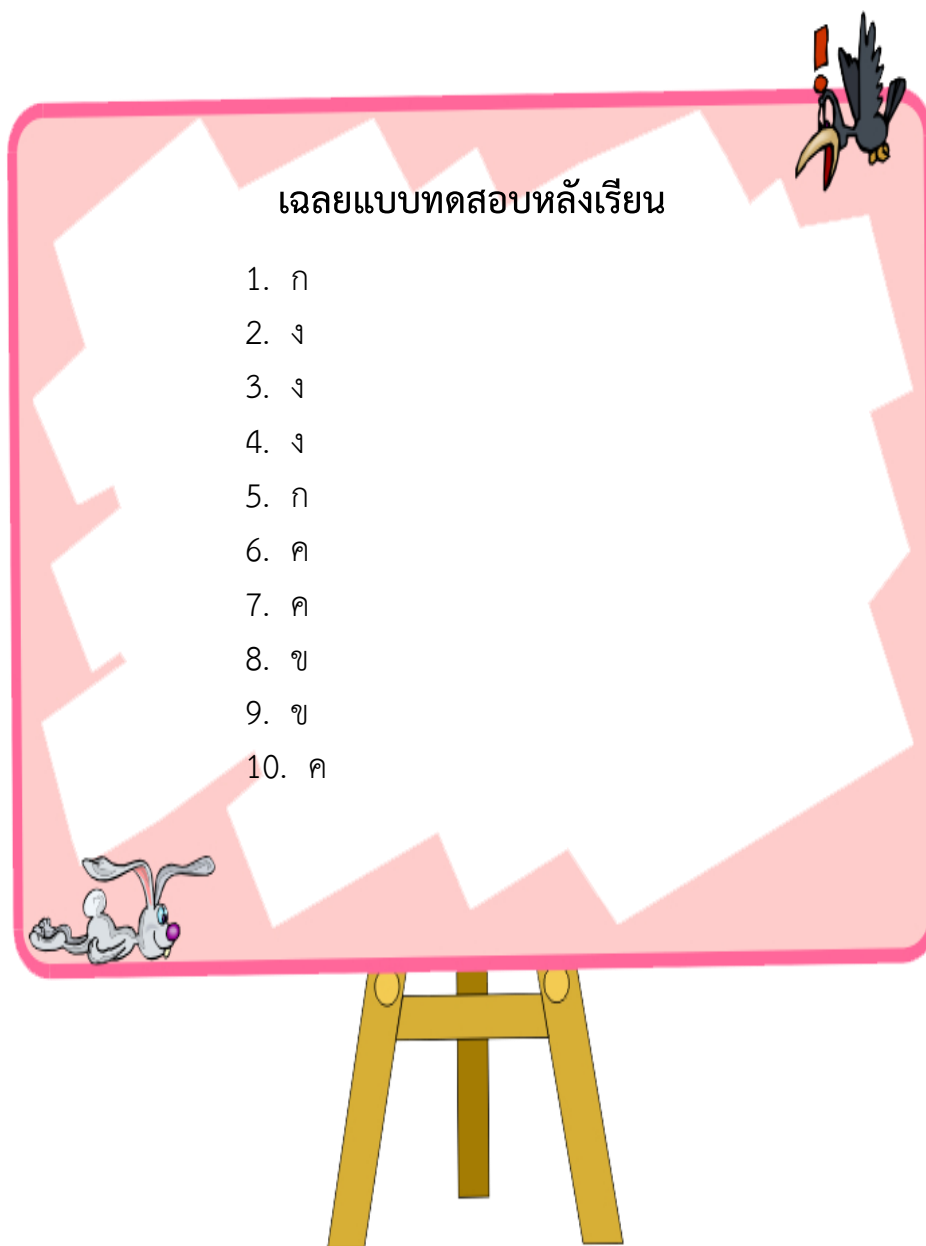 เฉลยแบบทดสอบหลังเรียน
1. ก
2. ง
3. ง
4. ง
5. ก
6. ค
7. ค
8. ข
9. ข
10. ค